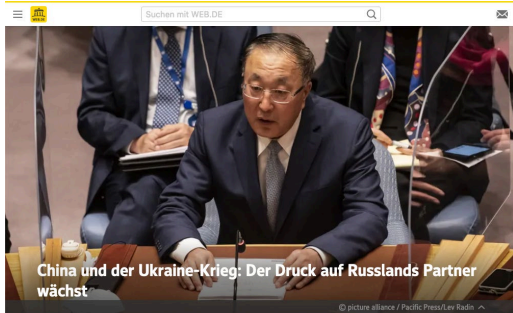 WEB.DE
Suchen mit WEB.DE
China und der Ukraine-Krieg: Der Druck auf Russlands Partner
wächst
© picture alliance / Pacific Press/Lev Radin